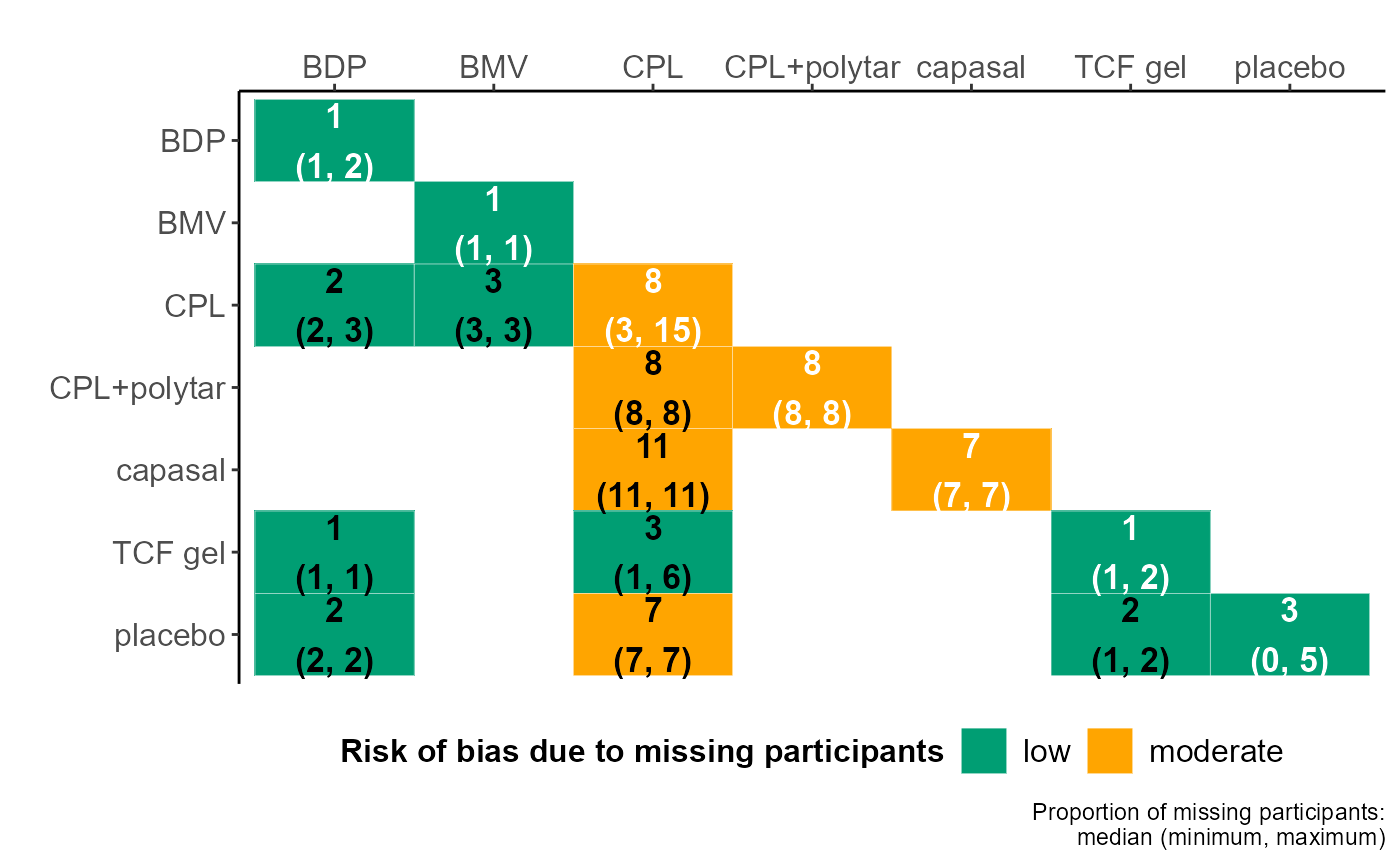 BDP BMV CPL CPL+polytar capasal TCF gel placebo
BDP 1
(1, 2)
BMV 1
(1, 1)
CPL 2 3 8
(2, 3) (3, 3) (3, 15)
CPL+polytar 8 8
(8, 8) (8, 8)
capasal 11 7
(11, 11) (7, 7)
TCF gel 1 3 1
(1, 1) (1, 6) (1, 2)
placebo 2 7 2 3
(2, 2) (7, 7) (1, 2) (0, 5)
Risk of bias due to missing participants low moderate
Proportion of missing participants:
median (minimum, maximum)